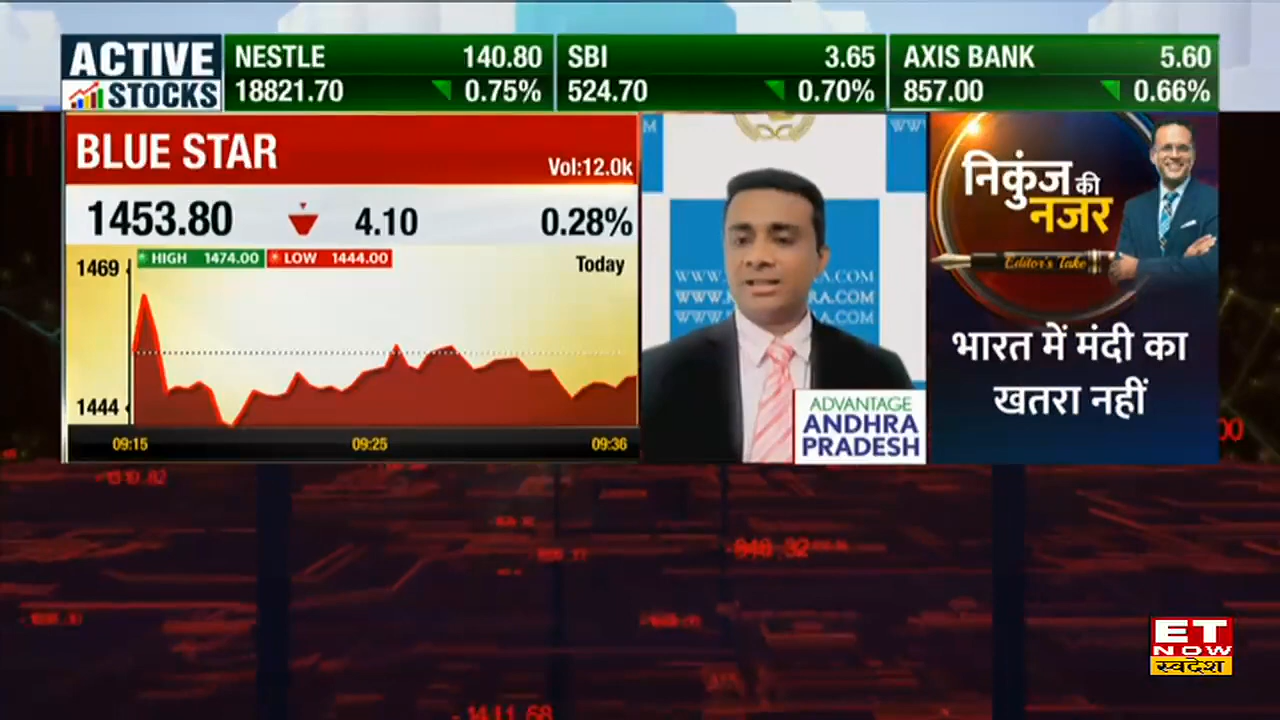 ACTIVE STOCKS
NESTLE 140.80
18821.70 0.75%
SBI 3.65
524.70 0.70%
AXIS BANK 5.60
857.00 0.66%
BLUE STAR
Vol:12.0k
1453.80 4.10 0.28%
HIGH 1474.00 LOW 1444.00
Today
1469
1444
09:15 09:25 09:36
ADVANTAGE
ANDHRA
PRADESH
निकुंज की
नजर
Editor's Take
भारत में मंदी का
खतरा नहीं
ET
NOW
स्वदेश